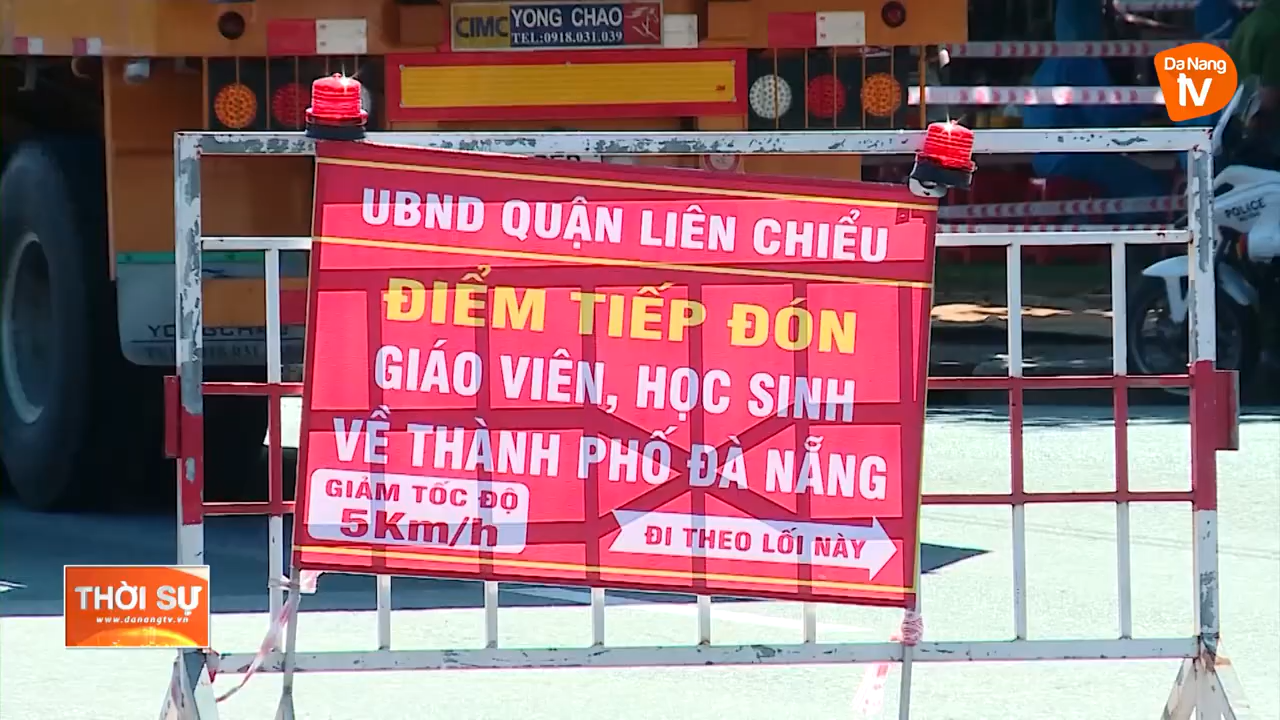 CIMC YONG CHAO
TEL:0918.031.039
Da Nang
tv
UBND QUẬN LIÊN CHIỂU
ĐIỂM TIẾP ĐÓN
GIÁO VIÊN, HỌC SINH
VỀ THÀNH PHỐ ĐÀ NẴNG
GIẢM TỐC ĐỘ
5Km/h
ĐI THEO LỐI NÀY
POLICE
YONG CHAO
THỜI SỰ
www.danangtv.vn